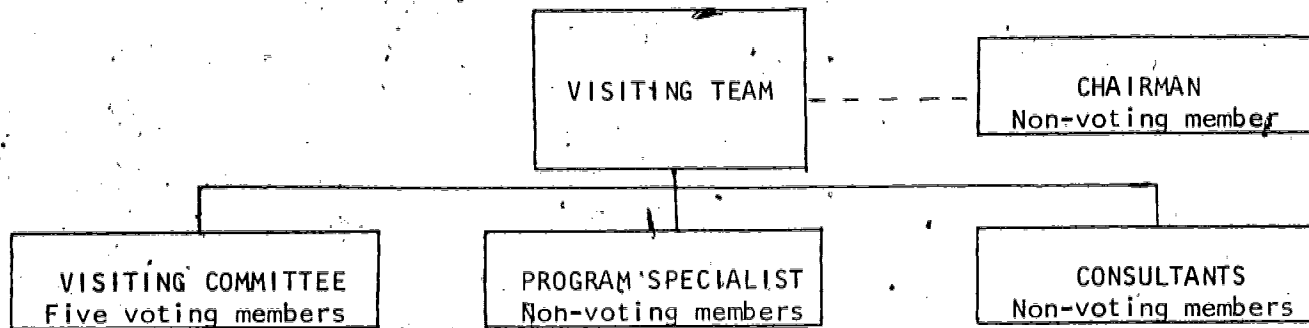 VISITING TEAM
CHAIRMAN
Non-voting member
VISITING COMMITTEE
Five voting members
PROGRAM SPECIALIST
Non-voting members
CONSULTANTS
Non-voting members